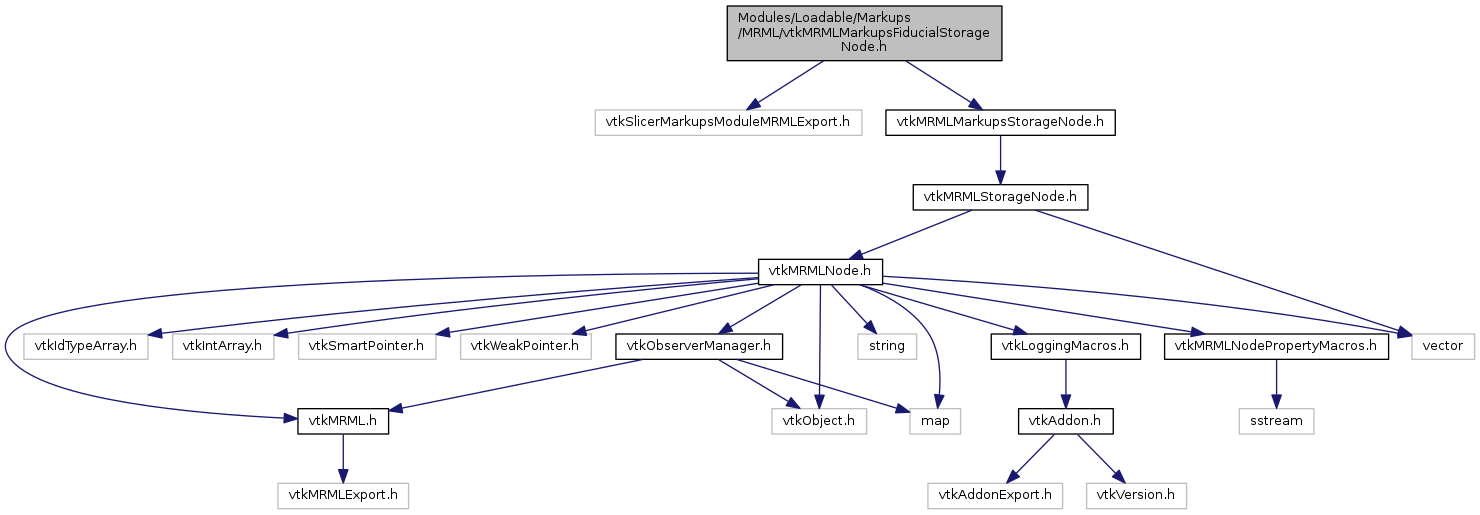 Modules/Loadable/Markups
/MRML/vtkMRMLMarkupsFiducialStorage
Node.h
vtkSlicerMarkupsModuleMRMLExport.h
vtkMRMLMarkupsStorageNode.h
vtkMRMLStorageNode.h
vtkMRMLNode.h
vtkIdTypeArray.h
vtkIntArray.h
vtkSmartPointer.h
vtkWeakPointer.h
vtkObserverManager.h
string
vtkLoggingMacros.h
vtkMRMLNodePropertyMacros.h
vector
vtkMRML.h
vtkObject.h
map
vtkAddon.h
sstream
vtkMRMLExport.h
vtkAddonExport.h
vtkVersion.h